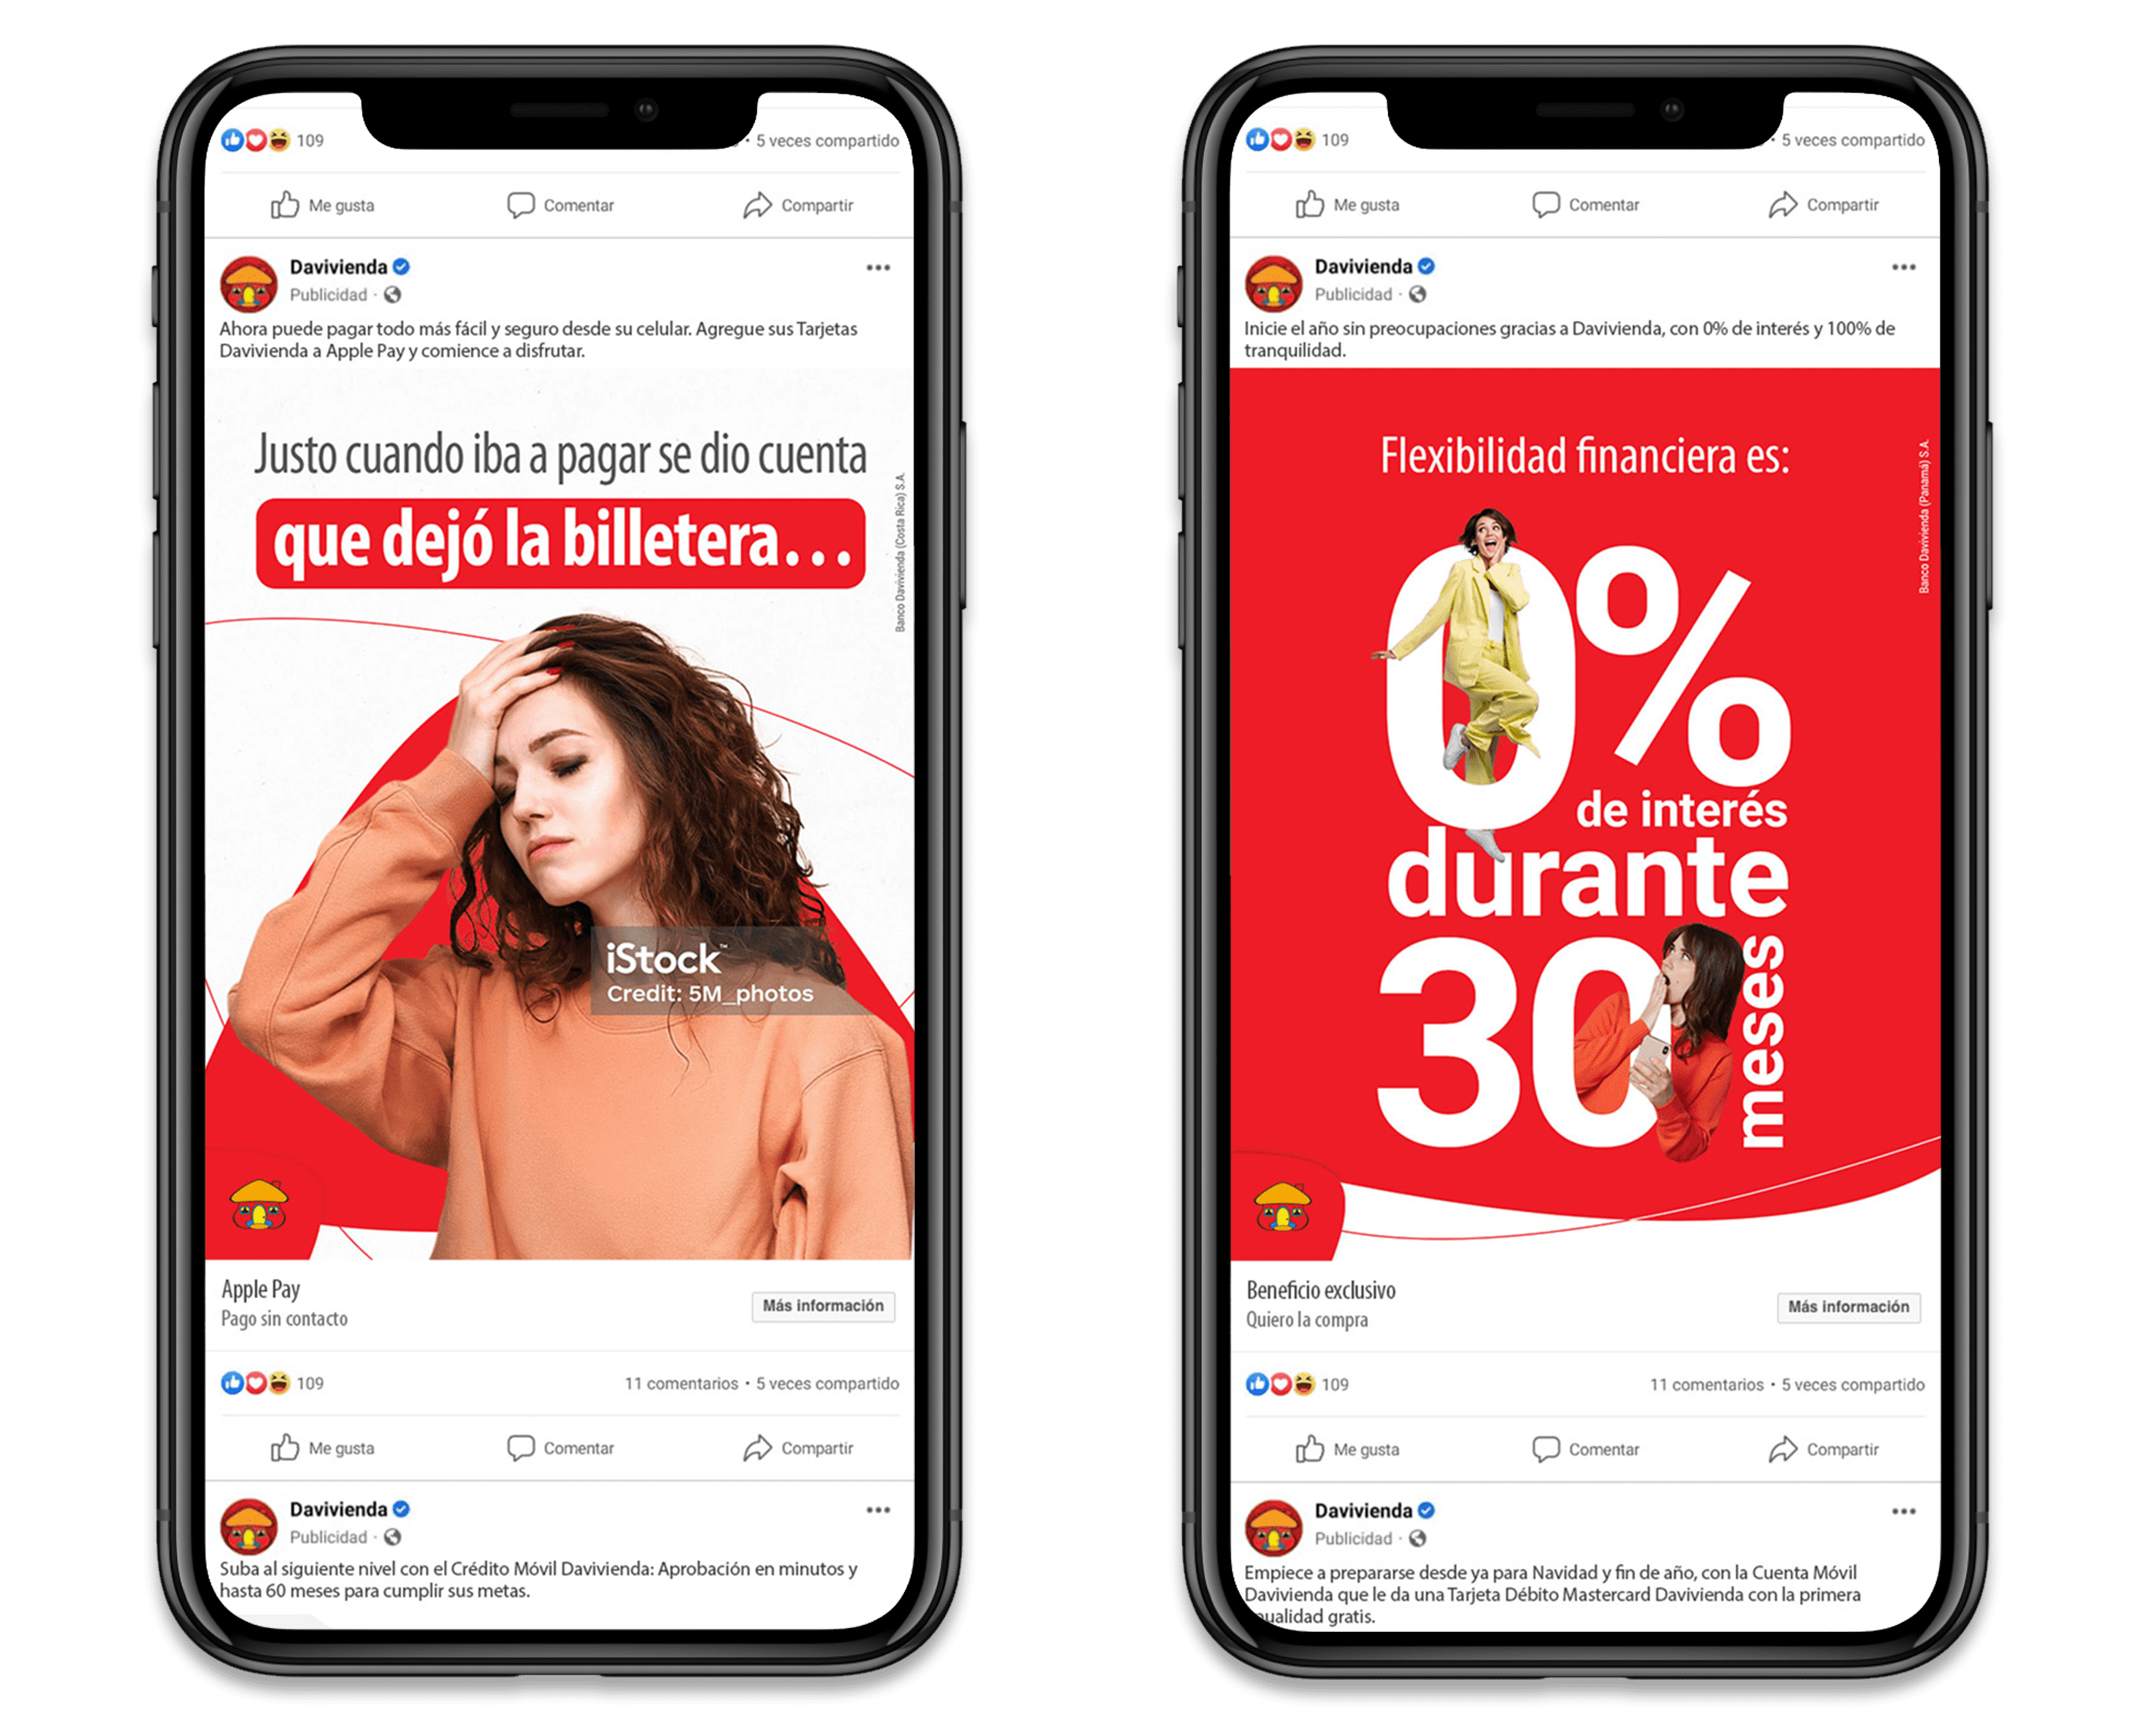 109
5 veces compartido
Me gusta
Comentar
Compartir
Davivienda
Publicidad ·
Ahora puede pagar todo más fácil y seguro desde su celular. Agregue sus Tarjetas
Davivienda a Apple Pay y comience a disfrutar.
Justo cuando iba a pagar se dio cuenta
que dejó la billetera...
Banco Davivienda (Costa Rica) S.A.
iStock™
Credit: 5M_photos
Apple Pay
Pago sin contacto
Más información
109
11 comentarios • 5 veces compartido
Me gusta
Comentar
Compartir
Davivienda
Publicidad ·
Suba al siguiente nivel con el Crédito Móvil Davivienda: Aprobación en minutos y
hasta 60 meses para cumplir sus metas.
109
5 veces compartido
Me gusta
Comentar
Compartir
Davivienda
Publicidad ·
Inicie el año sin preocupaciones gracias a Davivienda, con 0% de interés y 100% de
tranquilidad.
Flexibilidad financiera es:
Banco Davivienda (Panamá) S.A.
0%
de interés
durante
30
meses
Beneficio exclusivo
Quiero la compra
Más información
109
11 comentarios • 5 veces compartido
Me gusta
Comentar
Compartir
Davivienda
Publicidad ·
Empiece a prepararse desde ya para Navidad y fin de año, con la Cuenta Móvil
Davivienda que le da una Tarjeta Débito Mastercard Davivienda con la primera
gratis.